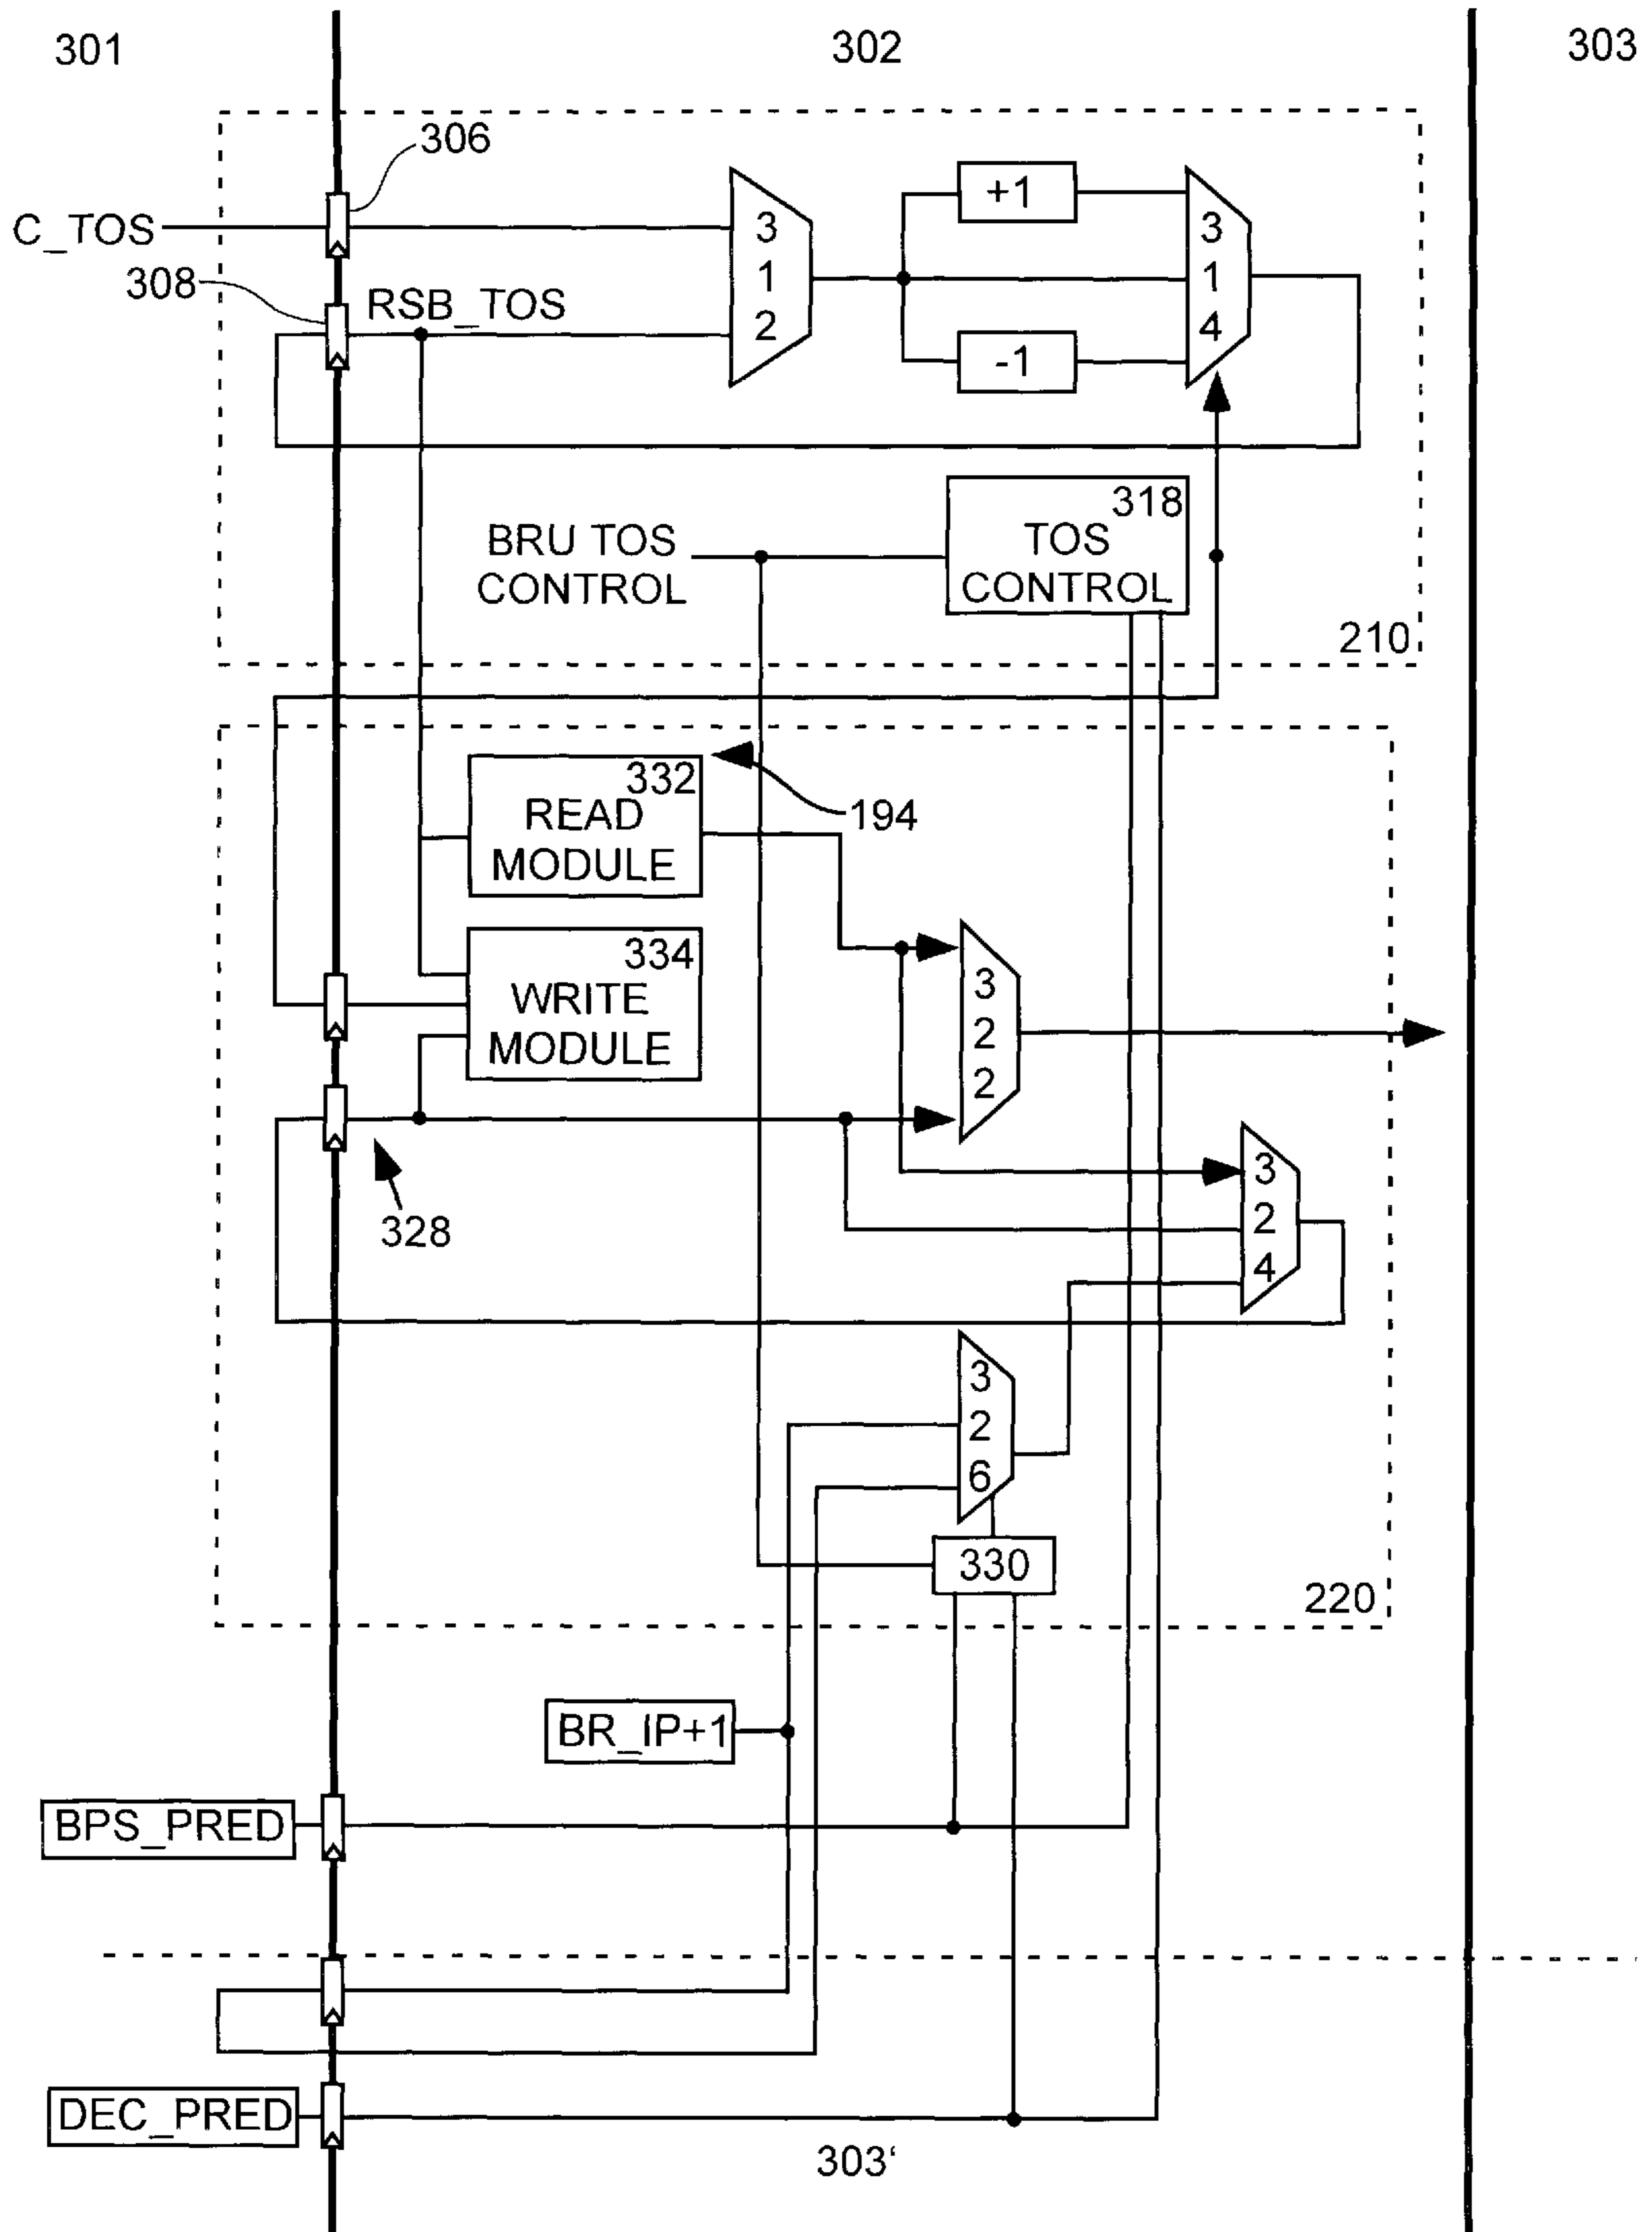 301
302
303
306
C_TOS
308
RSB_TOS
3
1
2
+1
-1
3
1
4
BRU TOS
CONTROL
318
TOS
CONTROL
210
332
READ
MODULE
194
334
WRITE
MODULE
3
2
2
328
3
2
4
3
2
6
330
220
BR_IP+1
BPS_PRED
DEC_PRED
303‘